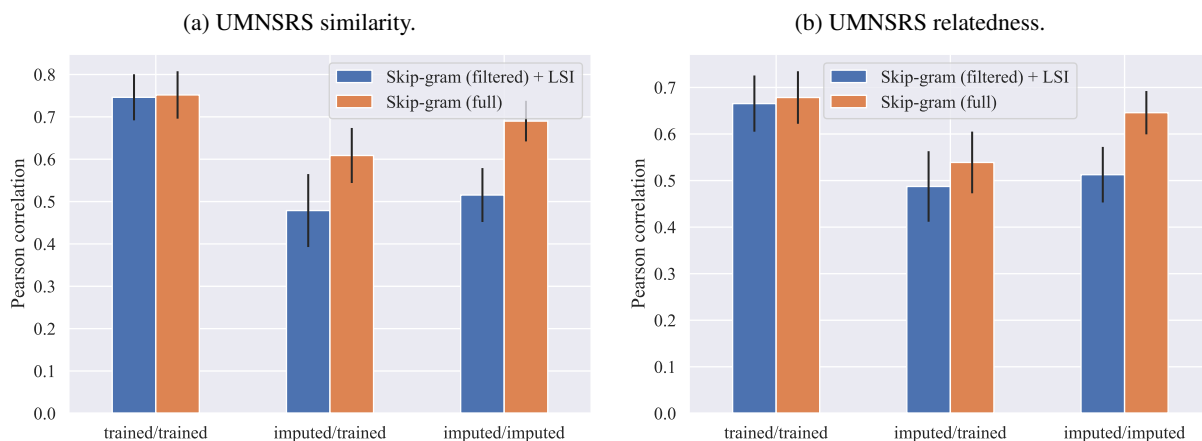 (a) UMNSRS similarity.
Skip-gram (filtered) + LSI
Skip-gram (full)
Pearson correlation
0.8
0.7
0.6
0.5
0.4
0.3
0.2
0.1
0.0
trained/trained
imputed/trained
imputed/imputed
(b) UMNSRS relatedness.
Skip-gram (filtered) + LSI
Skip-gram (full)
Pearson correlation
0.7
0.6
0.5
0.4
0.3
0.2
0.1
0.0
trained/trained
imputed/trained
imputed/imputed